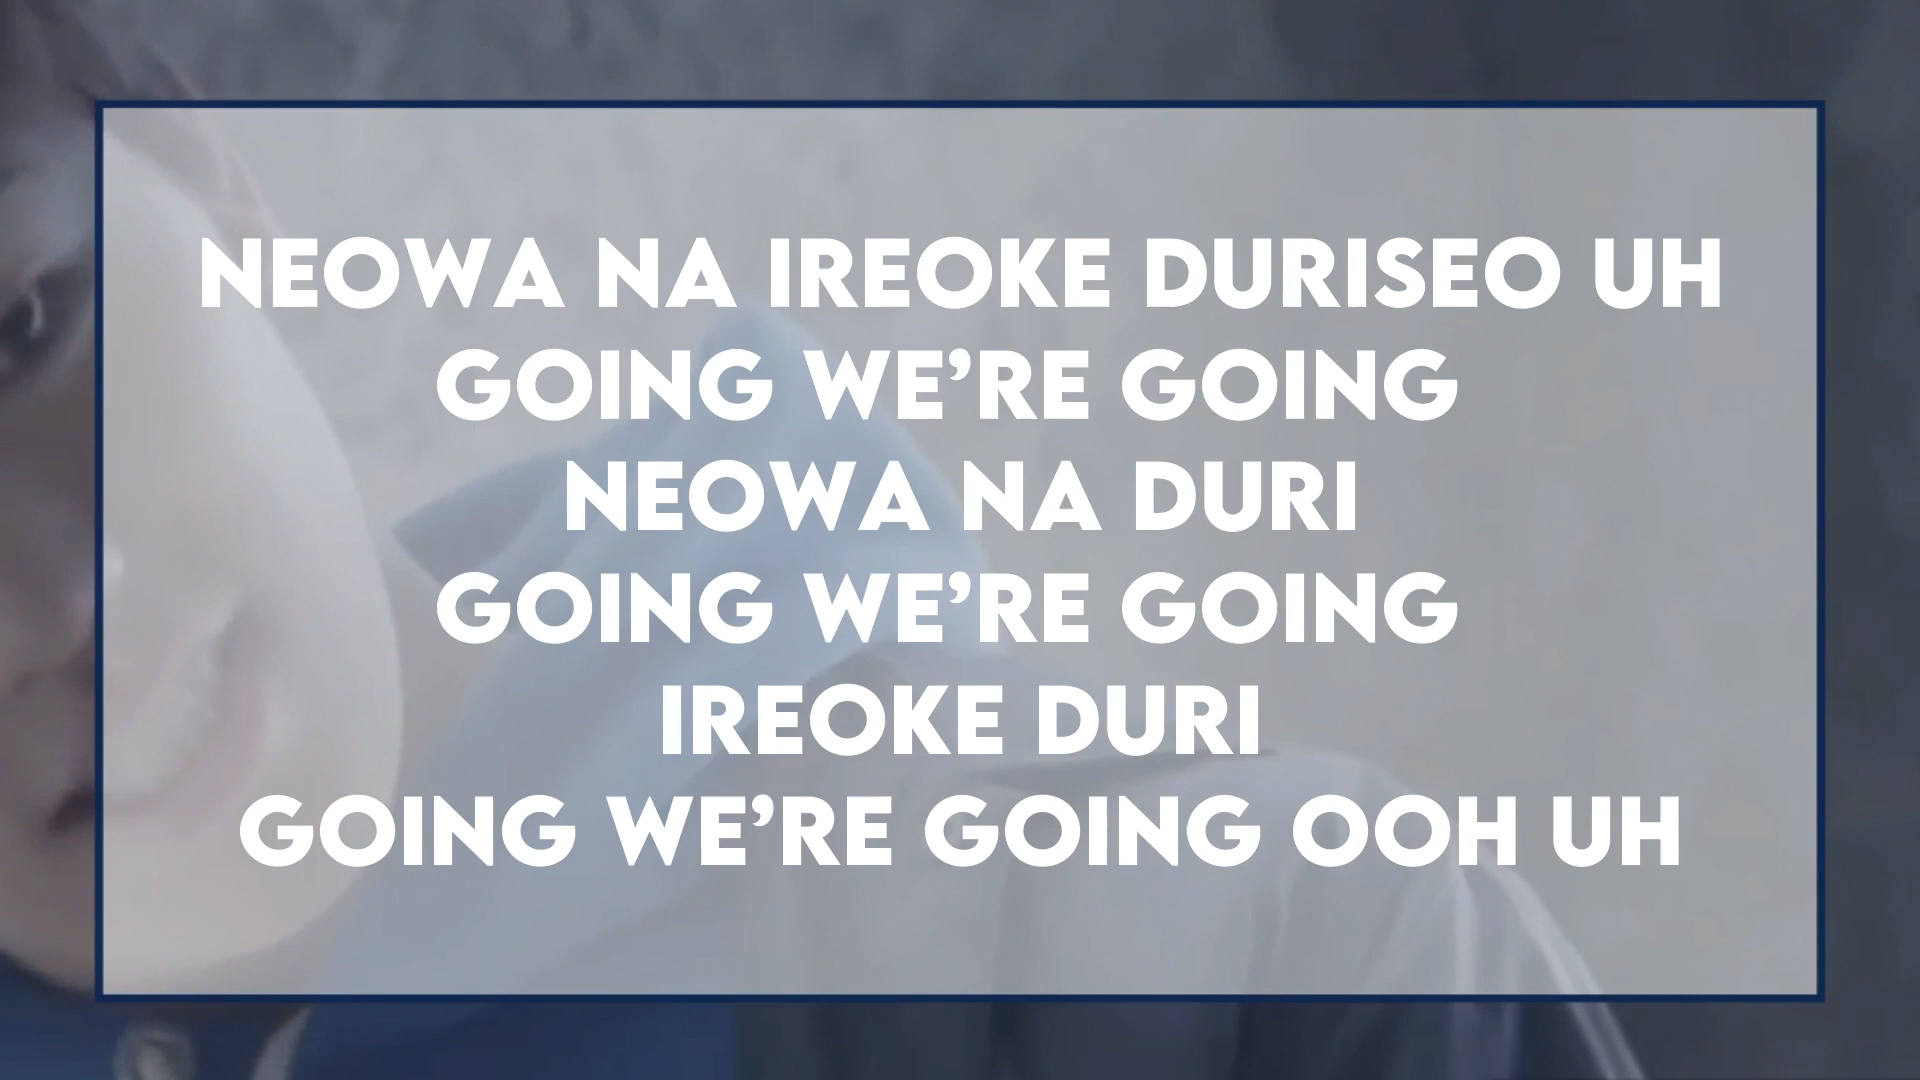 NEOWA NA IREOKE DURISEO UH
GOING WE’RE GOING
NEOWA NA DURI
GOING WE’RE GOING
IREOKE DURI
GOING WE’RE GOING OOH UH